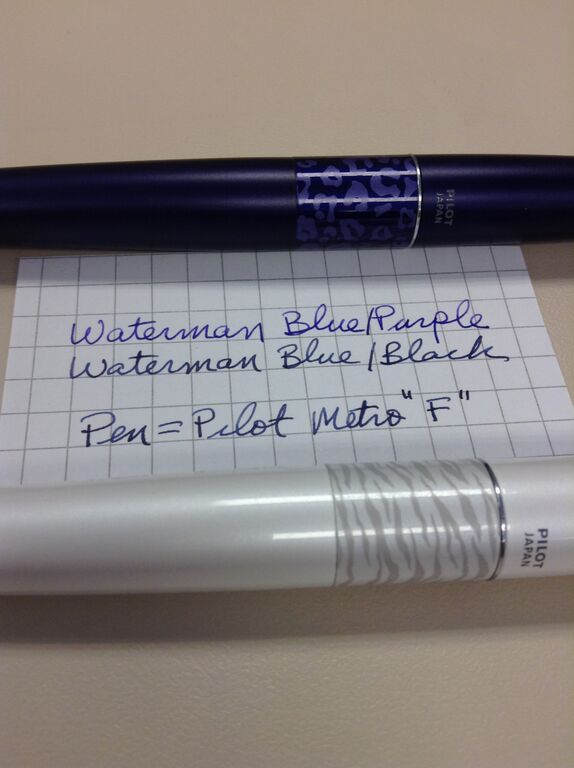 PILOT
JAPAN
Waterman Blue/Purple
Waterman Blue/Black
Pen = Pilot Metro "F"
PILOT
JAPAN